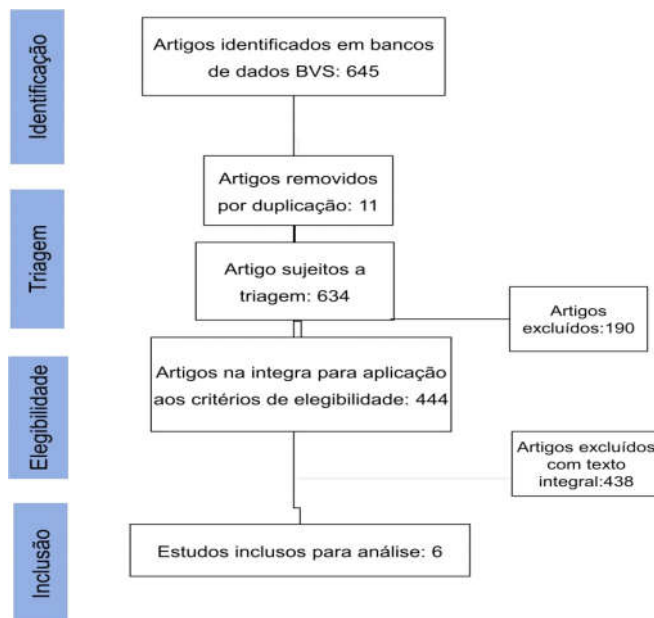 Identificação
Artigos identificados em bancos
de dados BVS: 645
Artigos removidos
por duplicação: 11
Triagem
Artigo sujeitos a
triagem: 634
Artigos
excluídos:190
Elegibilidade
Artigos na integra para aplicação
aos critérios de elegibilidade: 444
Artigos excluídos
com texto
integral:438
Inclusão
Estudos inclusos para análise: 6